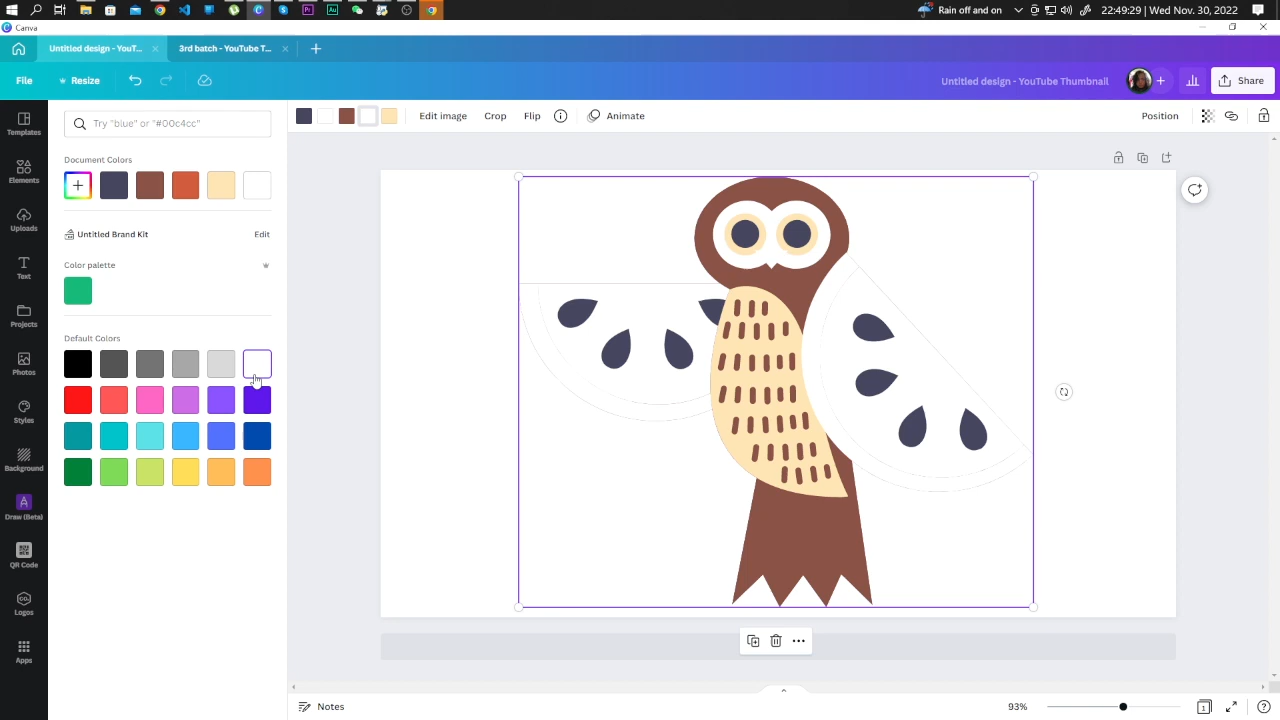 Rain off and on
22:49:29 | Wed Nov. 30, 2022
Canva
Untitled design - YouT...
3rd batch - YouTube T...
File
Resize
Untitled design - YouTube Thumbnail
Share
Templates
Elements
Uploads
Text
Projects
Photos
Styles
Background
Draw (Beta)
QR Code
Logos
Apps
Try "blue" or "#00c4cc"
Document Colors
Untitled Brand Kit
Edit
Color palette
Default Colors
Edit image
Crop
Flip
Animate
Position
Notes
93%
1